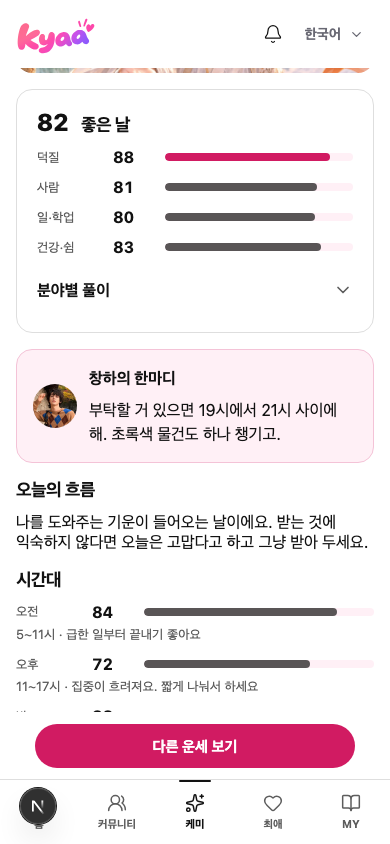 kyaa
한국어
82 좋은 날
덕질 88
사람 81
일·학업 80
건강·쉼 83
분야별 풀이
창하의 한마디
부탁할 거 있으면 19시에서 21시 사이에
해. 초록색 물건도 하나 챙기고.
오늘의 흐름
나를 도와주는 기운이 들어오는 날이에요. 받는 것에
익숙하지 않다면 오늘은 고맙다고 하고 그냥 받아 두세요.
시간대
오전 84
5~11시 · 급한 일부터 끝내기 좋아요
오후 72
11~17시 · 집중이 흐려져요. 짧게 나눠서 하세요
다른 운세 보기
N
커뮤니티
케미
최애
MY